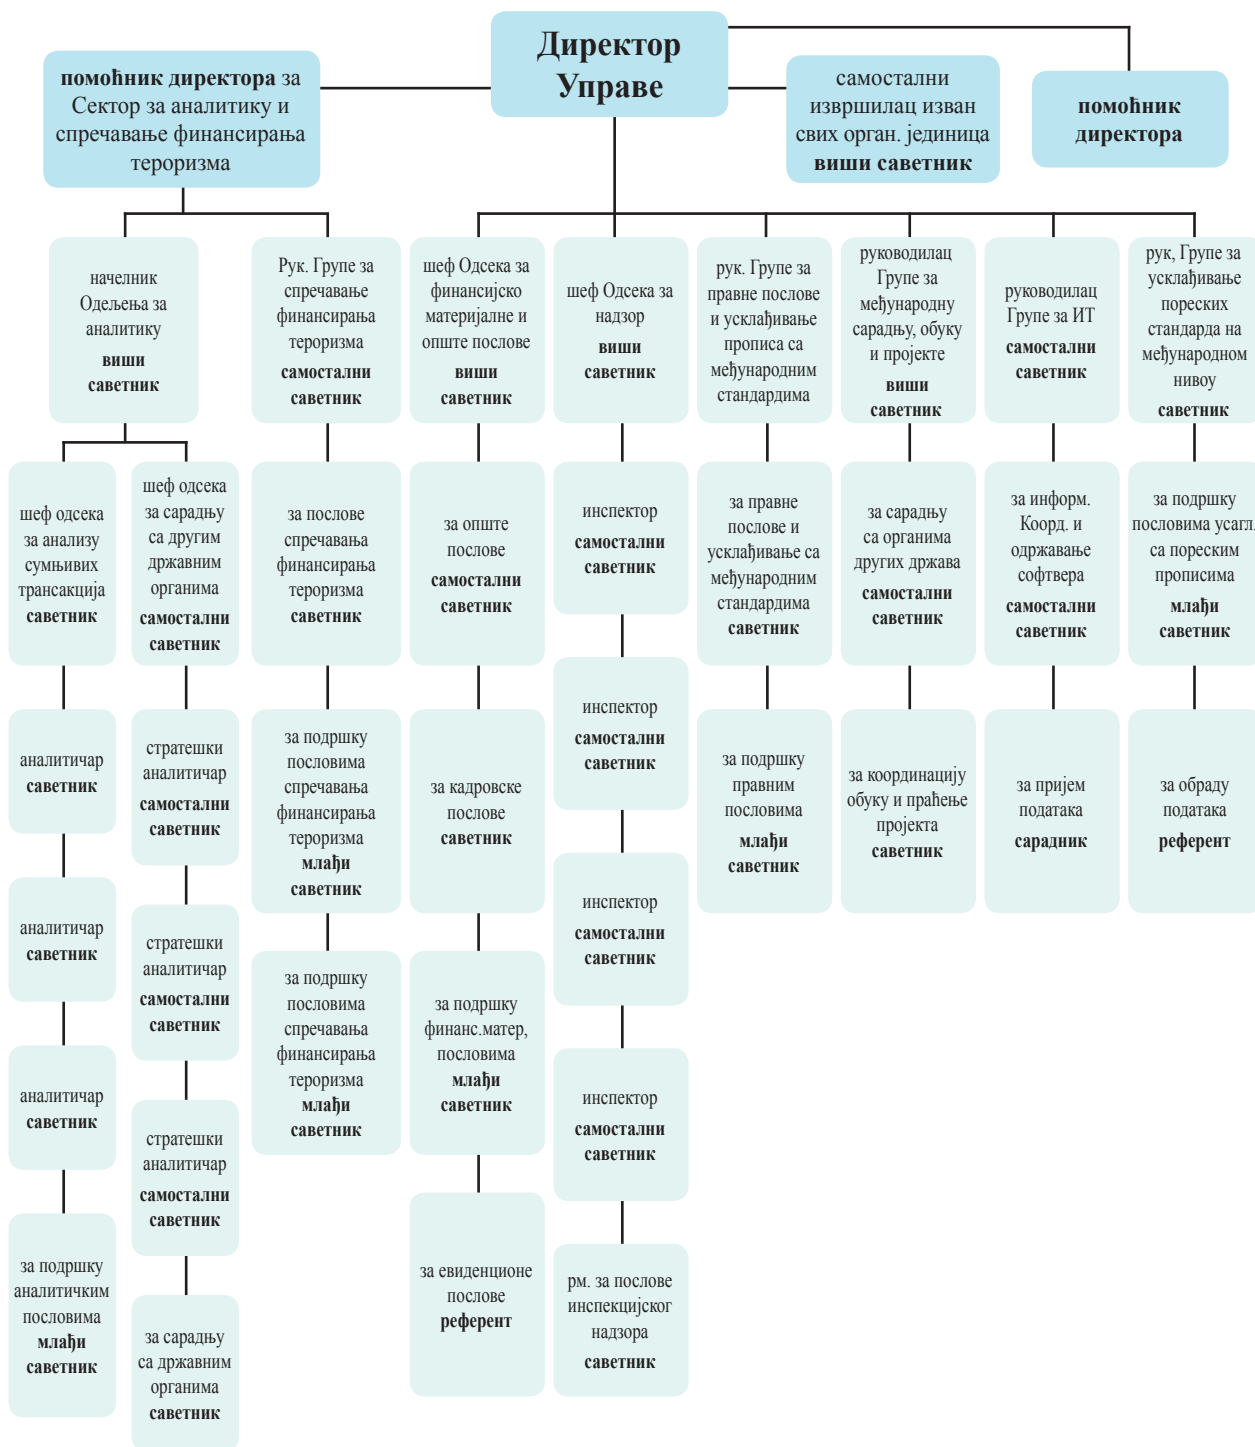 Директор
Управе
помоћник директора за
Сектор за аналитику и
спречавање финансирања
тероризма
самостални
извршилац изван
свих орган. јединица
виши саветник
помоћник
директора
начелник
Одељења за
аналитику
виши
саветник
Рук. Групе за
спречавање
финансирања
тероризма
самостални
саветник
шеф Одсека за
финансијско
материјалне и
опште послове
виши
саветник
шеф Одсека за
надзор
виши
саветник
рук. Групе за
правне послове
и усклађивање
прописа са
међународним
стандардима
руководилац
Групе за
међународну
сарадњу, обуку
и пројекте
виши
саветник
руководилац
Групе за ИТ
самостални
саветник
рук, Групе за
усклађивање
пореских
стандарда на
међународном
нивоу
саветник
шеф одсека
за анализу
сумњивих
трансакција
саветник
шеф одсека
за сарадњу
са другим
државним
органима
самостални
саветник
за послове
спречавања
финансирања
тероризма
саветник
за опште
послове
самостални
саветник
инспектор
самостални
саветник
за правне
послове и
усклађивање са
међународним
стандардима
саветник
за сарадњу
са органима
других држава
самостални
саветник
за информ.
Коорд. и
одржавање
софтвера
самостални
саветник
за подршку
пословима усагл.
са пореским
прописима
млађи
саветник
аналитичар
саветник
стратешки
аналитичар
самостални
саветник
за подршку
пословима
спречавања
финансирања
тероризма
млађи
саветник
за кадровске
послове
саветник
инспектор
самостални
саветник
за подршку
правним
пословима
млађи
саветник
за координацију
обуку и праћење
пројекта
саветник
за пријем
података
сарадник
за обраду
података
референт
аналитичар
саветник
стратешки
аналитичар
самостални
саветник
за подршку
пословима
спречавања
финансирања
тероризма
млађи
саветник
за подршку
финанс.матер,
пословима
млађи
саветник
инспектор
самостални
саветник
аналитичар
саветник
стратешки
аналитичар
самостални
саветник
инспектор
самостални
саветник
за подршку
аналитичким
пословима
млађи
саветник
за сарадњу
са државним
органима
саветник
за евиденционе
послове
референт
рм. за послове
инспекцијског
надзора
саветник